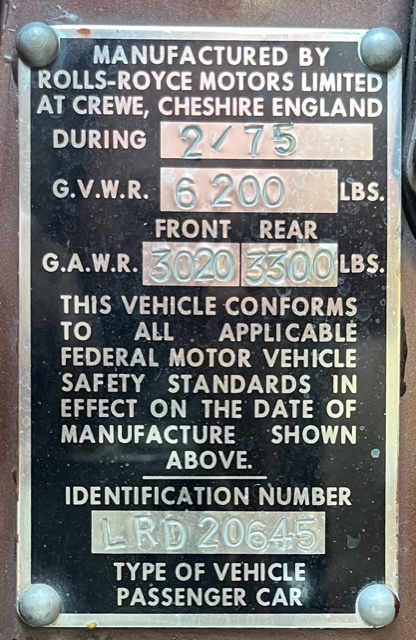 MANUFACTURED BY
ROLLS-ROYCE MOTORS LIMITED
AT CREWE, CHESHIRE ENGLAND
DURING 2/75
G.V.W.R. 6200 LBS.
FRONT REAR
G.A.W.R. 3020 3300 LBS.
THIS VEHICLE CONFORMS
TO ALL APPLICABLE
FEDERAL MOTOR VEHICLE
SAFETY STANDARDS IN
EFFECT ON THE DATE OF
MANUFACTURE SHOWN
ABOVE.
IDENTIFICATION NUMBER
LRD20645
TYPE OF VEHICLE
PASSENGER CAR